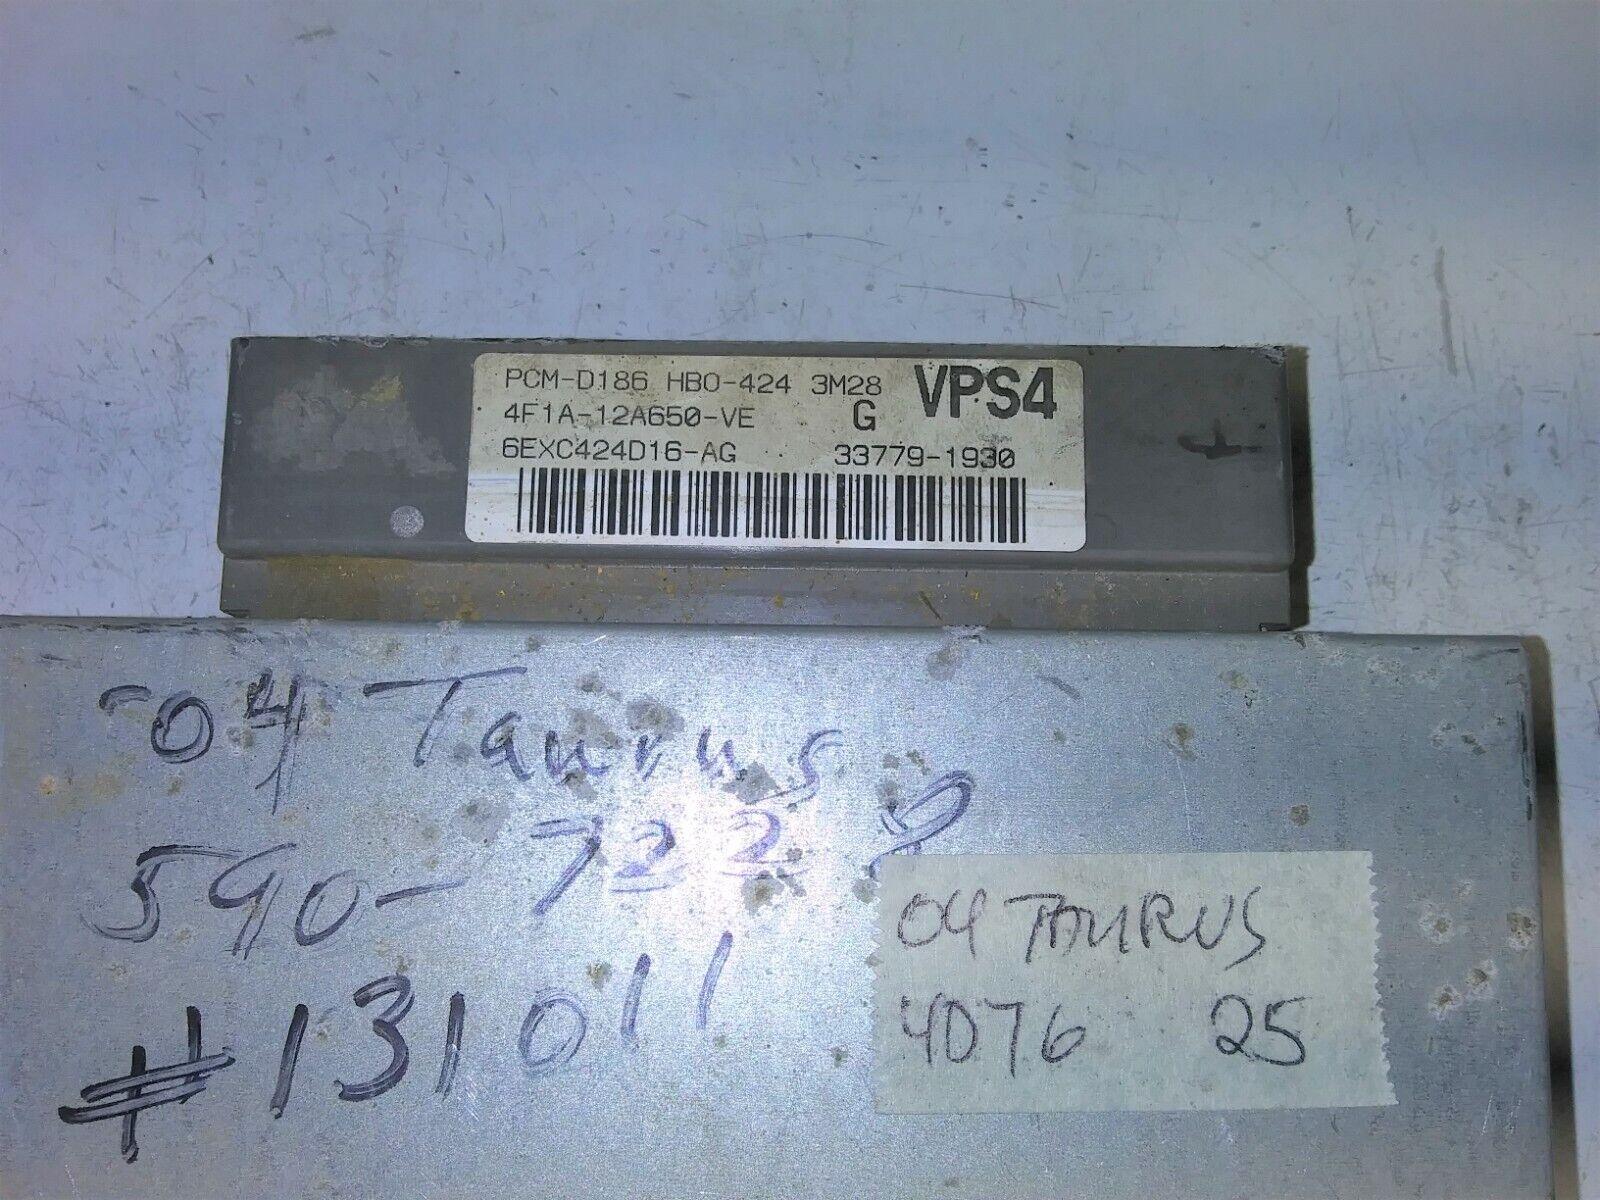 PCM-D186 HBO-424 3M28 VPS4
4F1A-12A650-VE G
6EXC424D16-AG 33779-1930
'04 Taurus
590-7228
#131011
04 TAURUS
4D76 25